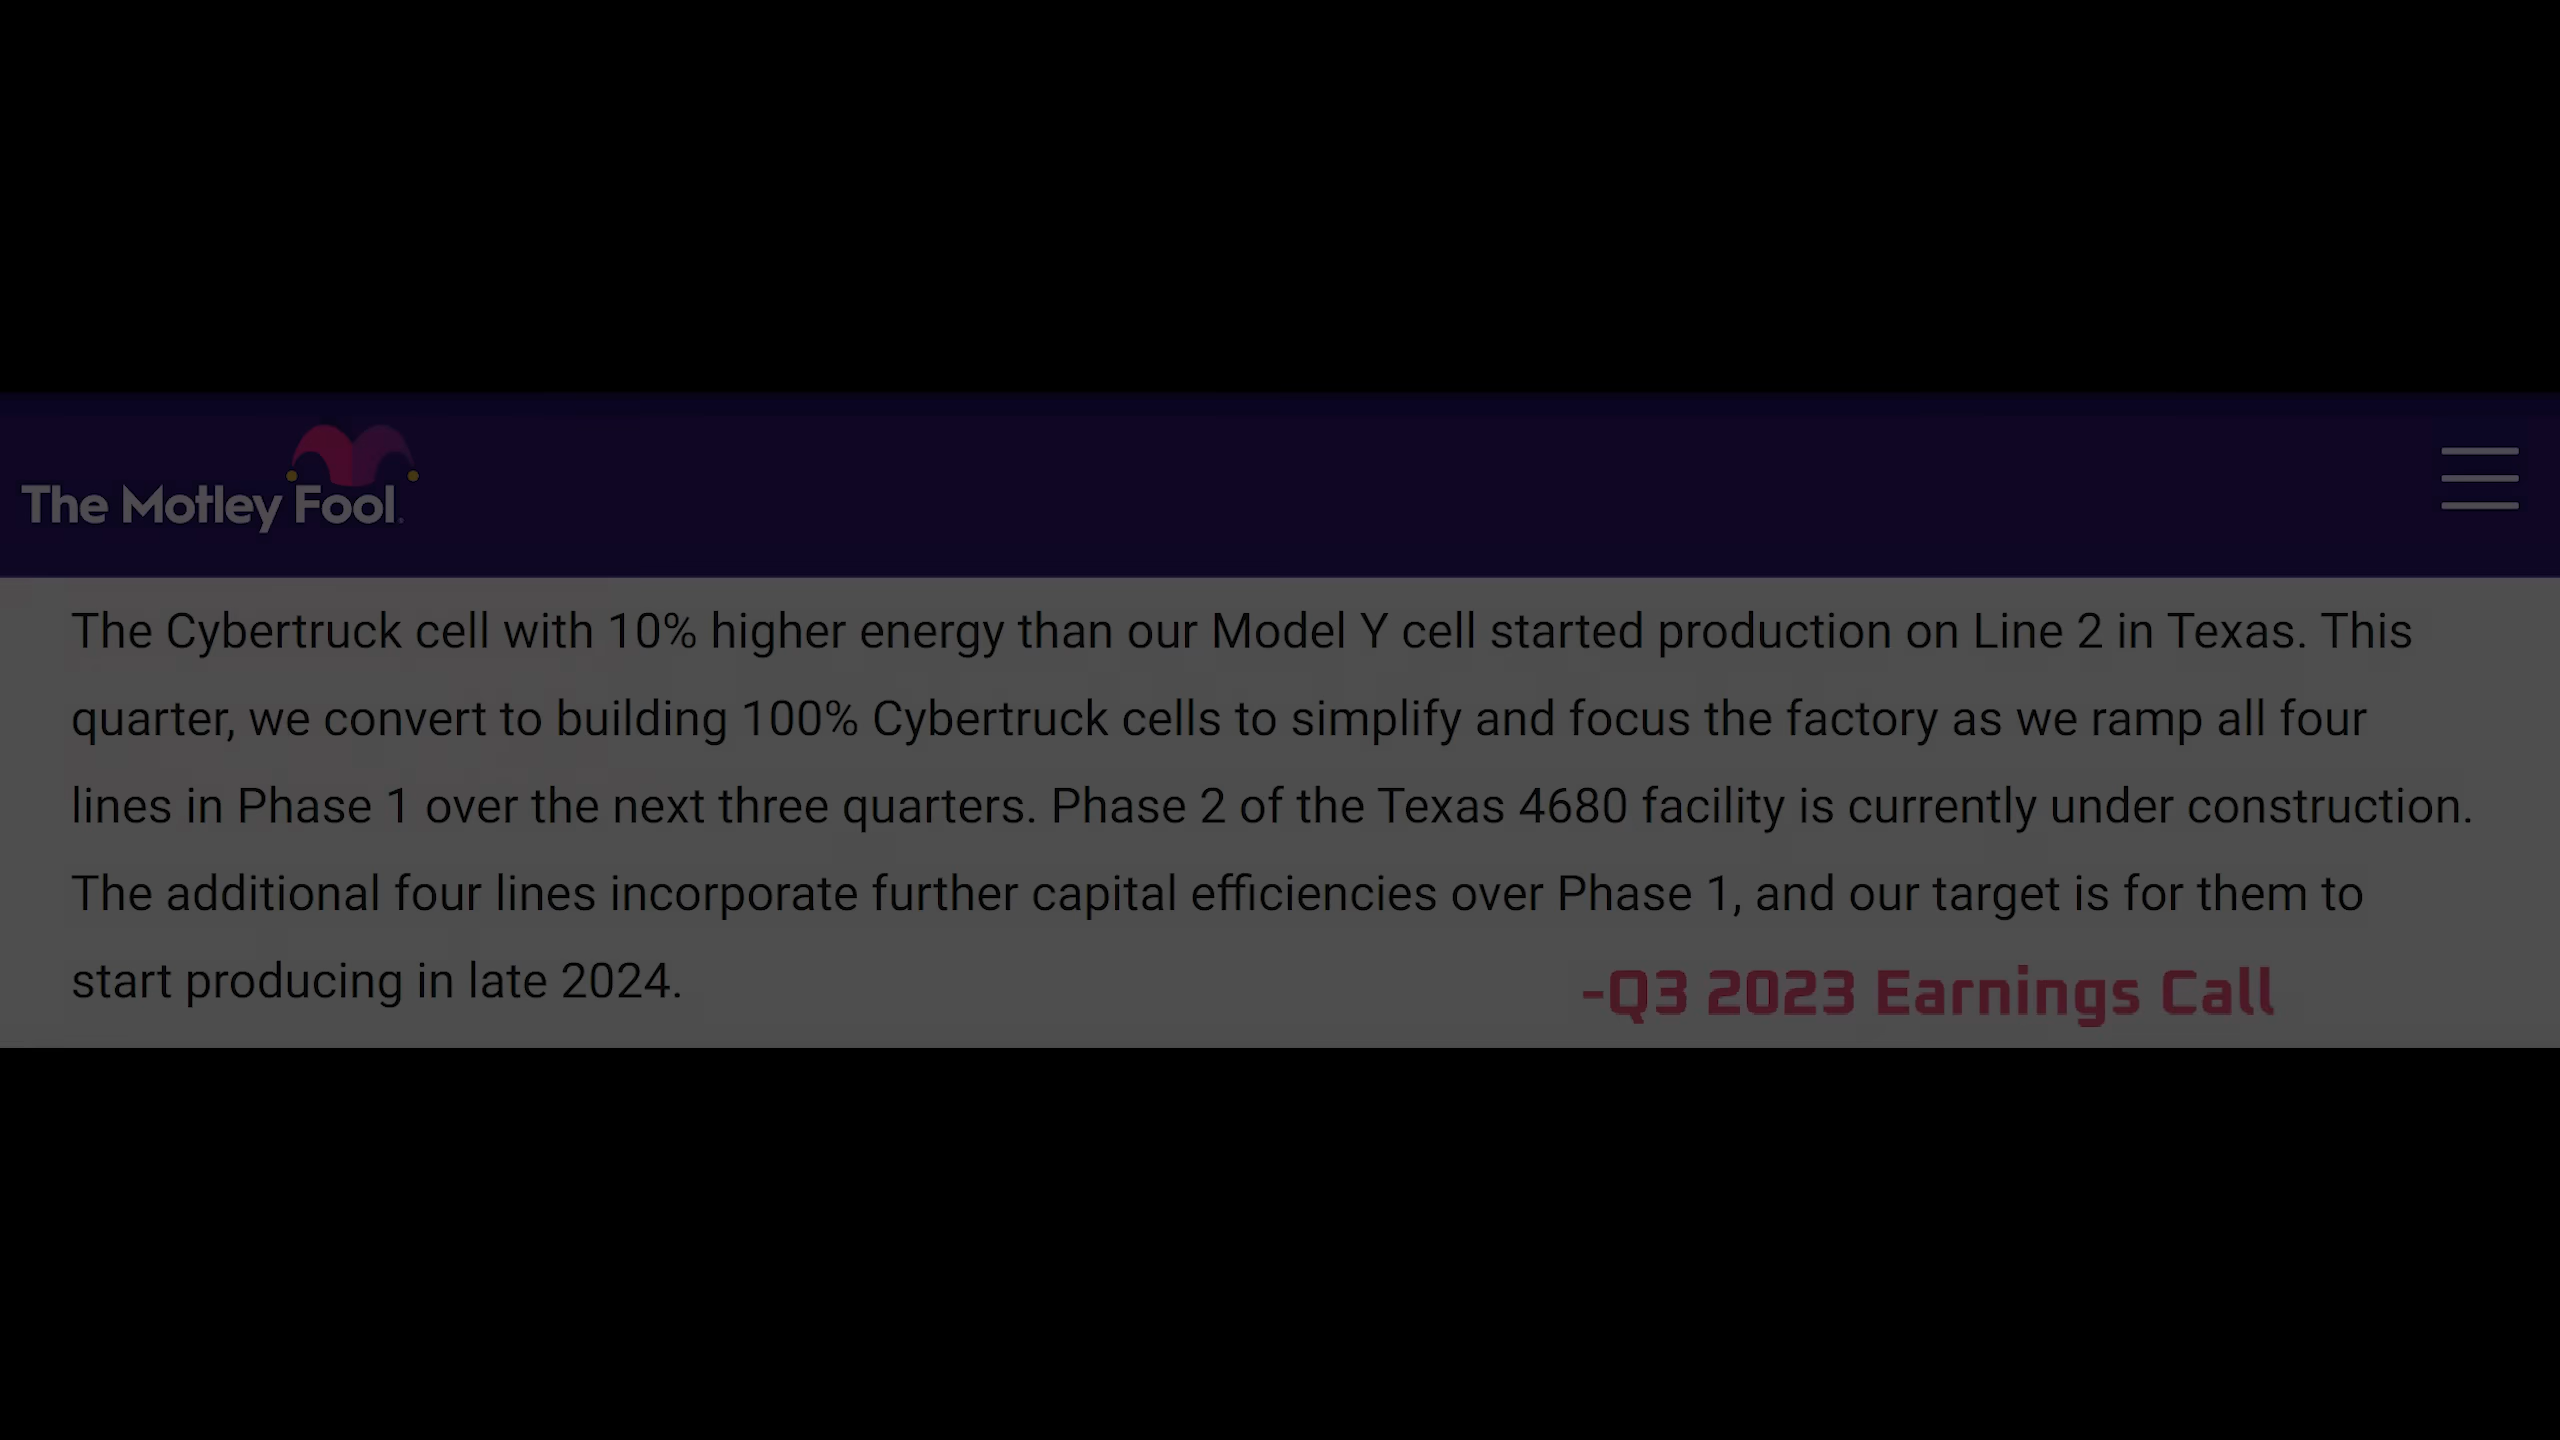 The Motley Fool.
The Cybertruck cell with 10% higher energy than our Model Y cell started production on Line 2 in Texas. This
quarter, we convert to building 100% Cybertruck cells to simplify and focus the factory as we ramp all four
lines in Phase 1 over the next three quarters. Phase 2 of the Texas 4680 facility is currently under construction.
The additional four lines incorporate further capital efficiencies over Phase 1, and our target is for them to
start producing in late 2024.
-Q3 2023 Earnings Call